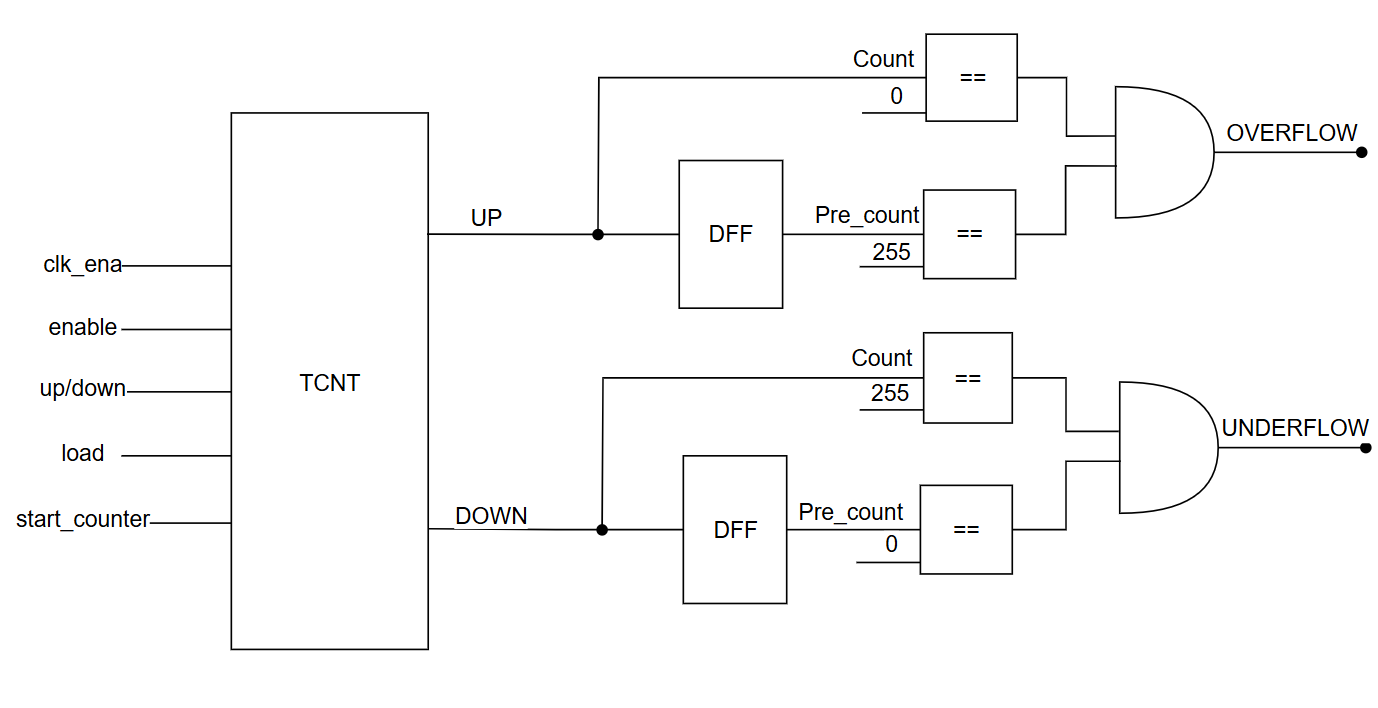 Count
==
0
OVERFLOW
UP
DFF
Pre_count
==
255
clk_ena
enable
up/down
load
start_counter
TCNT
Count
==
255
UNDERFLOW
DOWN
DFF
Pre_count
==
0